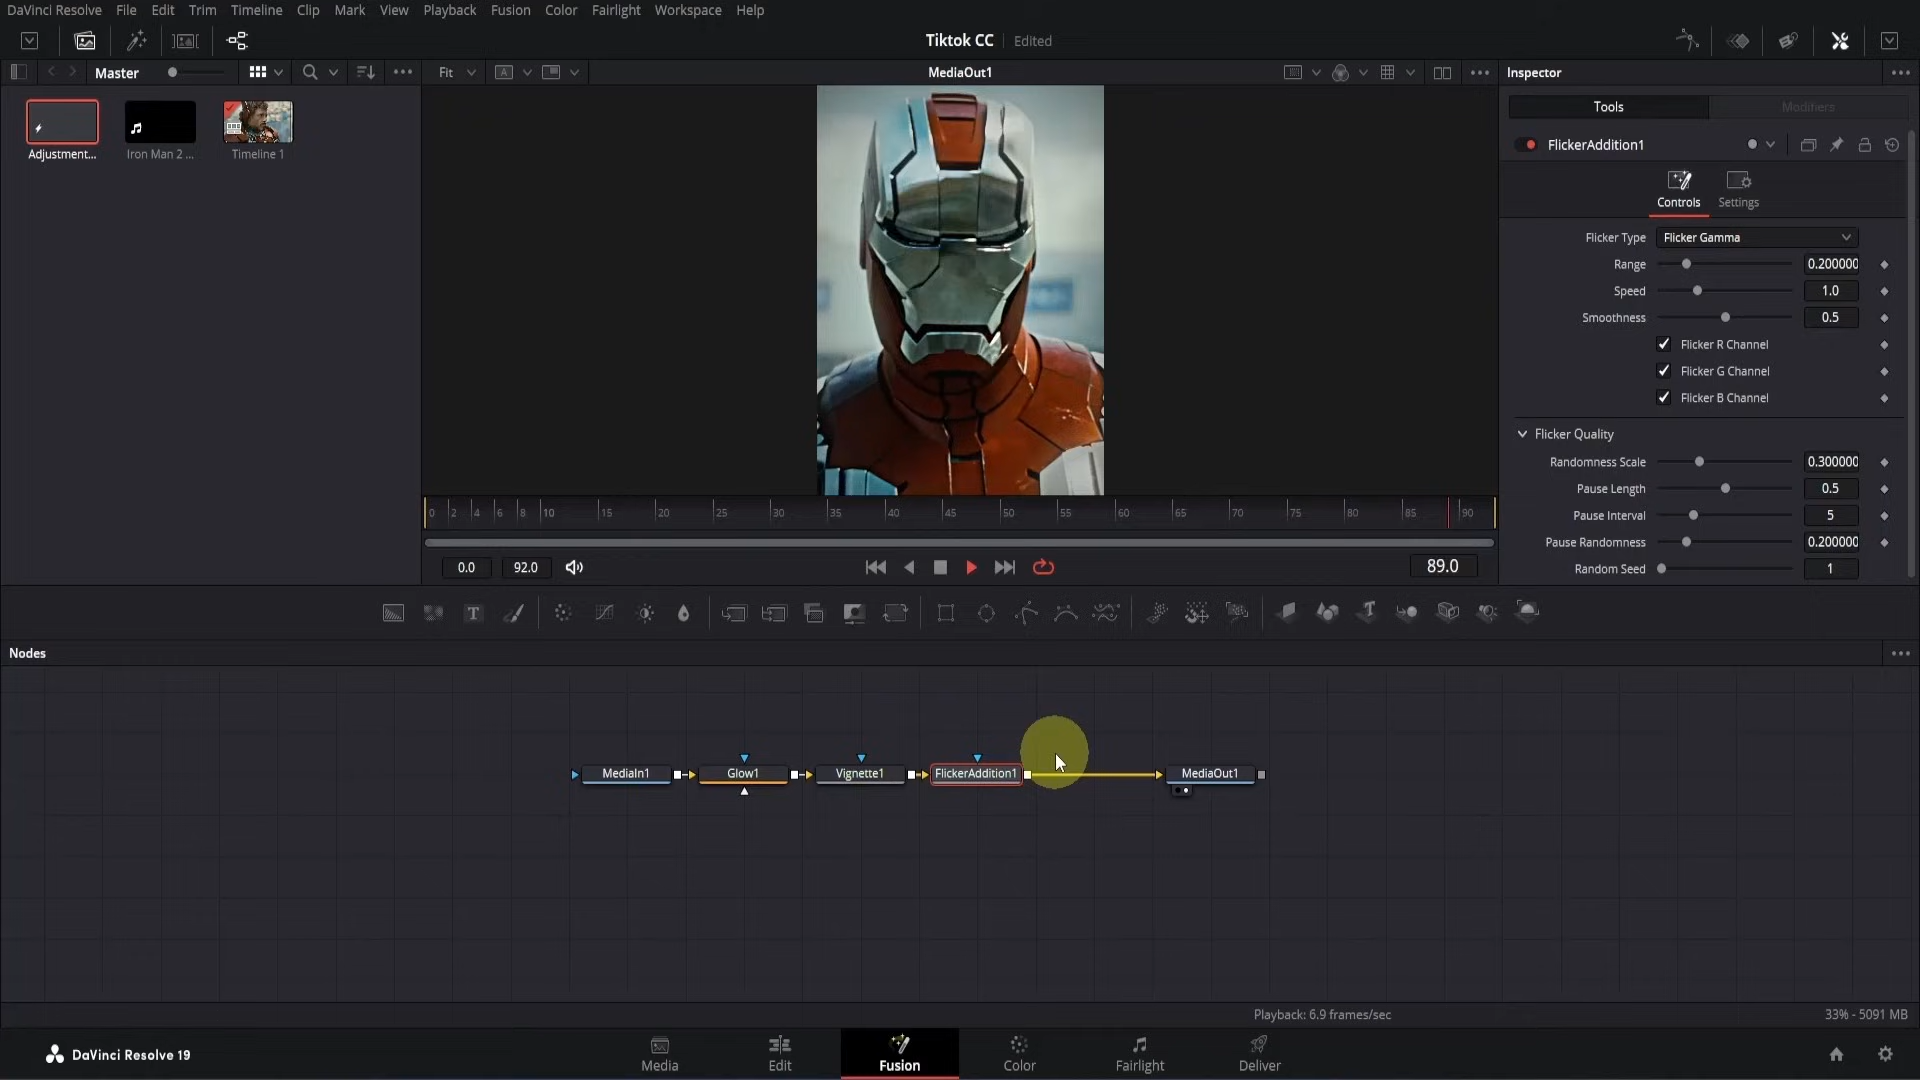 DaVinci Resolve File Edit Trim Timeline Clip Mark View Playback Fusion Color Fairlight Workspace Help
Tiktok CC Edited
Master
Fit
A
MediaOut1
Inspector
Tools Modifiers
FlickerAddition1
Controls Settings
Adjustment...
Iron Man 2 ...
Timeline 1
Flicker Type Flicker Gamma
Range 0.200000
Speed 1.0
Smoothness 0.5
Flicker R Channel
Flicker G Channel
Flicker B Channel
Flicker Quality
Randomness Scale 0.300000
Pause Length 0.5
Pause Interval 5
Pause Randomness 0.200000
Random Seed 1
0 2 4 6 8 10 15 20 25 30 35 40 45 50 55 60 65 70 75 80 85 90
0.0 92.0 89.0
T T
Nodes
MediaIn1 Glow1 Vignette1 FlickerAddition1 MediaOut1
Playback: 6.9 frames/sec 33% - 5091 MB
DaVinci Resolve 19
Media Edit Fusion Color Fairlight Deliver